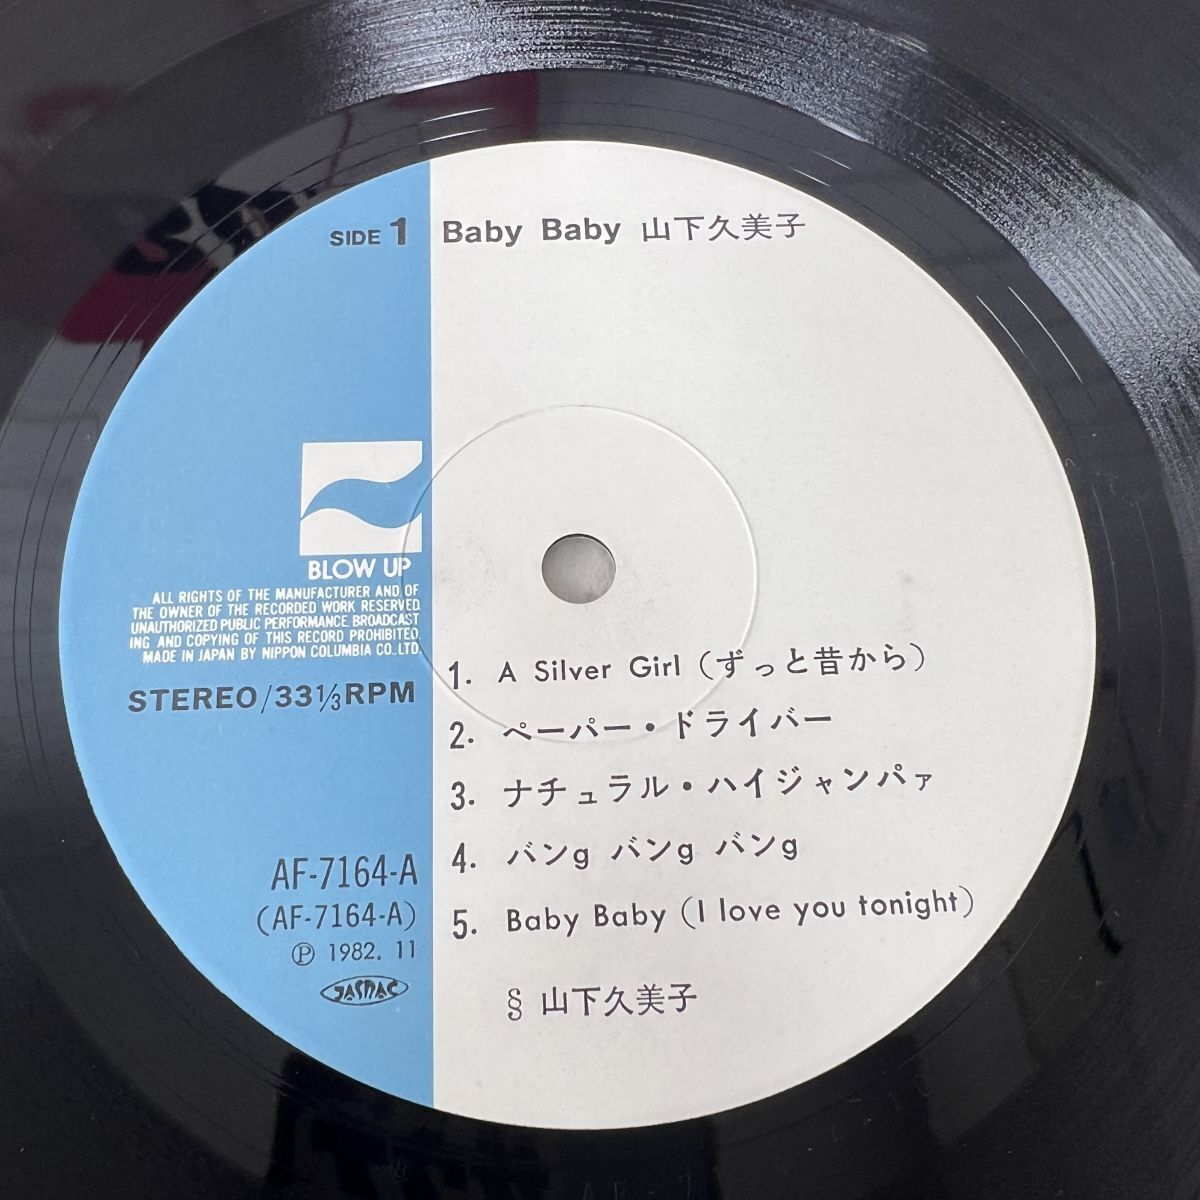 SIDE 1 Baby Baby 山下久美子
BLOW UP
ALL RIGHTS OF THE MANUFACTURER AND OF
THE OWNER OF THE RECORDED WORK RESERVED.
UNAUTHORIZED PUBLIC PERFORMANCE. BROADCAST
ING AND COPYING OF THIS RECORD PROHIBITED.
MADE IN JAPAN BY NIPPON COLUMBIA CO.,LTD.
STEREO/33⅓RPM
1. A Silver Girl (ずっと昔から)
2. ペーパー・ドライバー
3. ナチュラル・ハイジャンパァ
4. バンg バンg バンg
5. Baby Baby (I love you tonight)
§ 山下久美子
AF-7164-A
(AF-7164-A)
Ⓟ 1982. 11
JASRAC